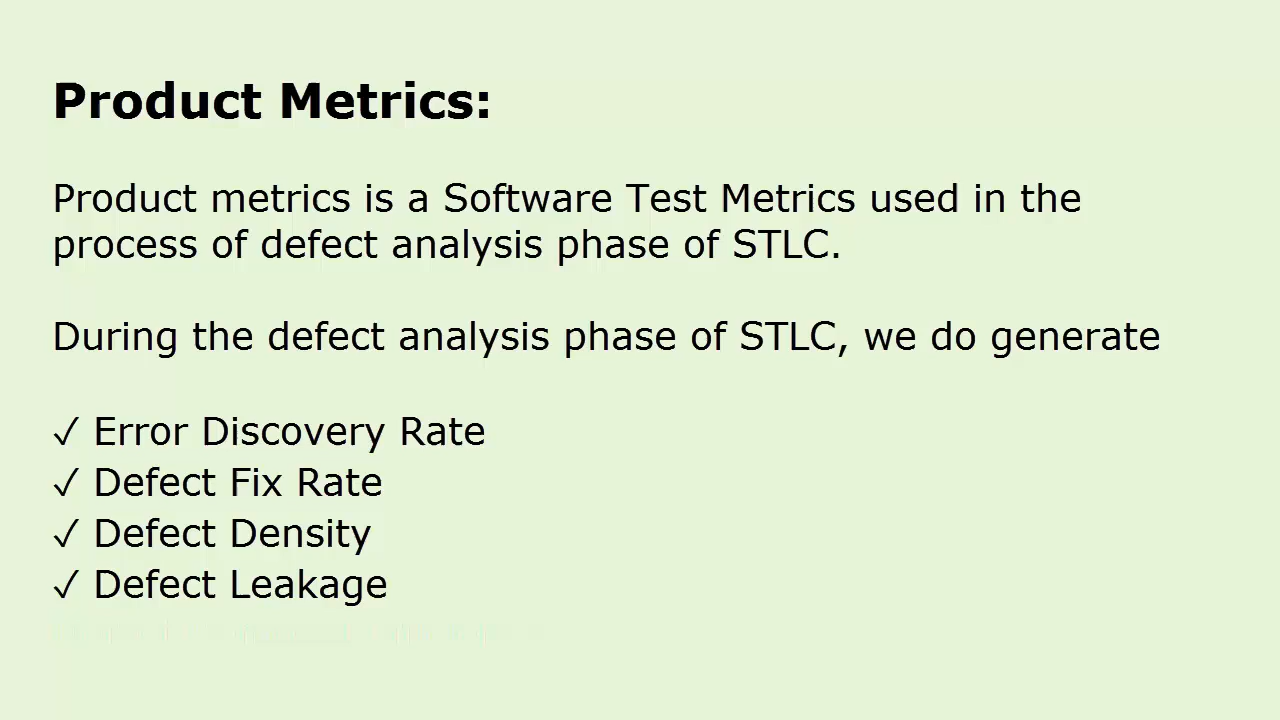 Product Metrics:
Product metrics is a Software Test Metrics used in the
process of defect analysis phase of STLC.
During the defect analysis phase of STLC, we do generate
✓ Error Discovery Rate
✓ Defect Fix Rate
✓ Defect Density
✓ Defect Leakage